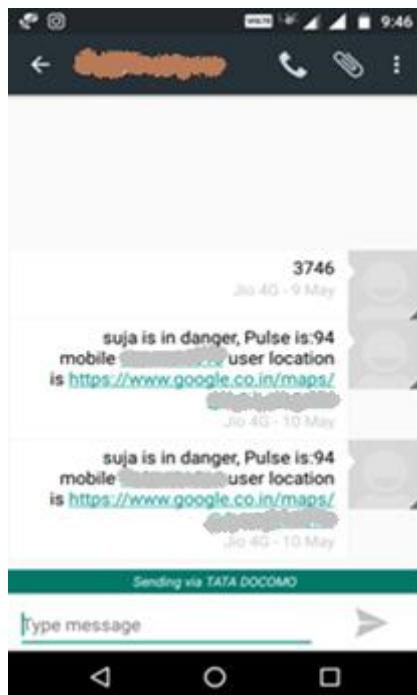 VoLTE 9:46
3746
Jio 4G - 9 May
suja is in danger, Pulse is:94
mobile user location
is https://www.google.co.in/maps/
Jio 4G - 10 May
suja is in danger, Pulse is:94
mobile user location
is https://www.google.co.in/maps/
Jio 4G - 10 May
Sending via TATA DOCOMO
Type message